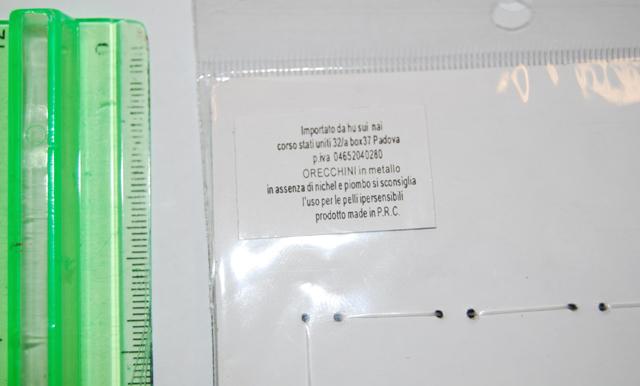 Importato da hu sui nai
corso stati uniti 32/a box37 Padova
p.iva 04652040280
ORECCHINI in metallo
in assenza di nichel e piombo si sconsiglia
l'uso per le pelli ipersensibili
prodotto made in P.R.C.